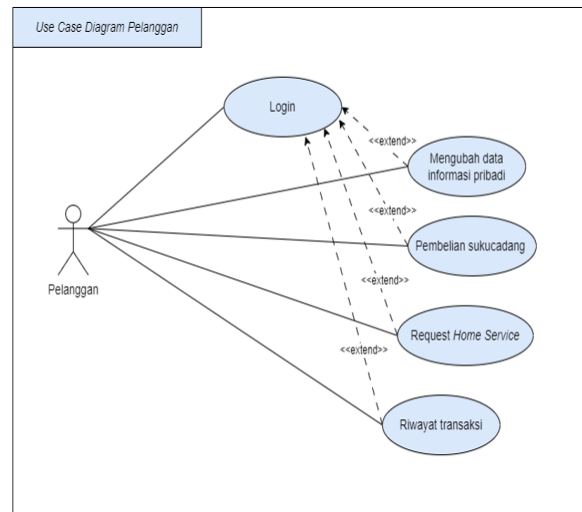 Use Case Diagram Pelanggan
Login
<<extend>>
Mengubah data
informasi pribadi
<<extend>>
Pembelian sukucadang
Pelanggan
<<extend>>
Request Home Service
<<extend>>
Riwayat transaksi